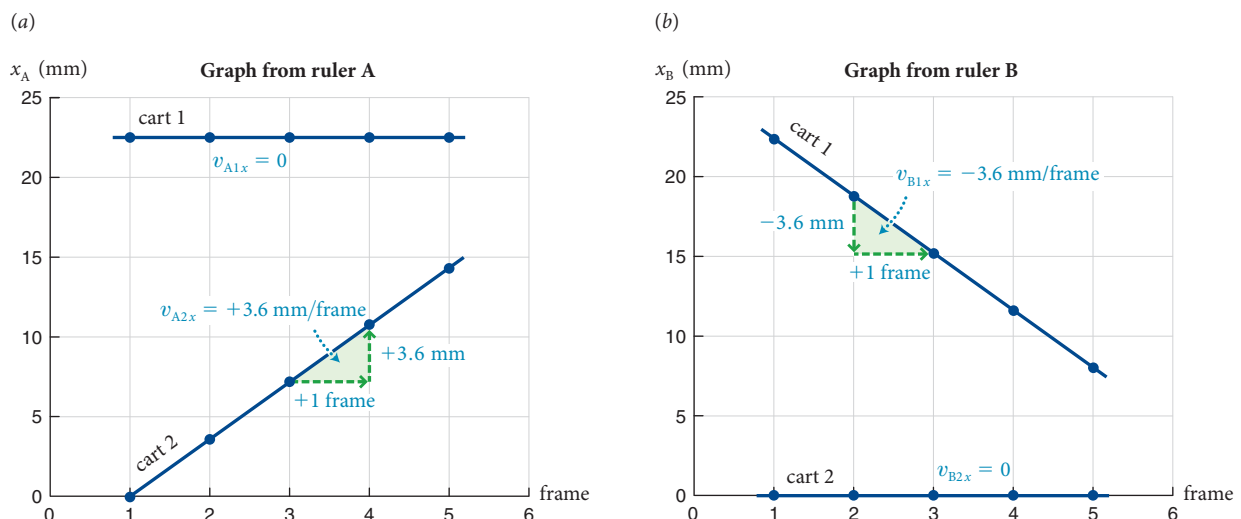 (a)
x_A (mm)
Graph from ruler A
25
cart 1
v_A1x = 0
20
15
v_A2x = +3.6 mm/frame
10
+3.6 mm
+1 frame
5
cart 2
0
frame
0 1 2 3 4 5 6
(b)
x_B (mm)
Graph from ruler B
25
cart 1
v_B1x = −3.6 mm/frame
20
−3.6 mm
15
+1 frame
10
5
cart 2
v_B2x = 0
0
frame
0 1 2 3 4 5 6